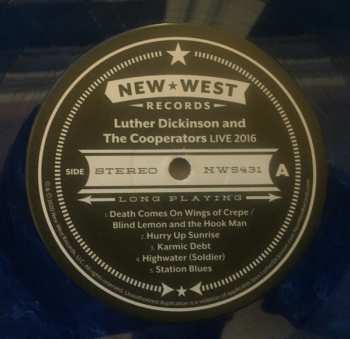 NEW★WEST
RECORDS
Luther Dickinson and
The Cooperators LIVE 2016
SIDE STEREO NW5431 A
LONG PLAYING
1. Death Comes On Wings of Crepe /
Blind Lemon and the Hook Man
2. Hurry Up Sunrise
3. Karmic Debt
4. Highwater (Soldier)
5. Station Blues